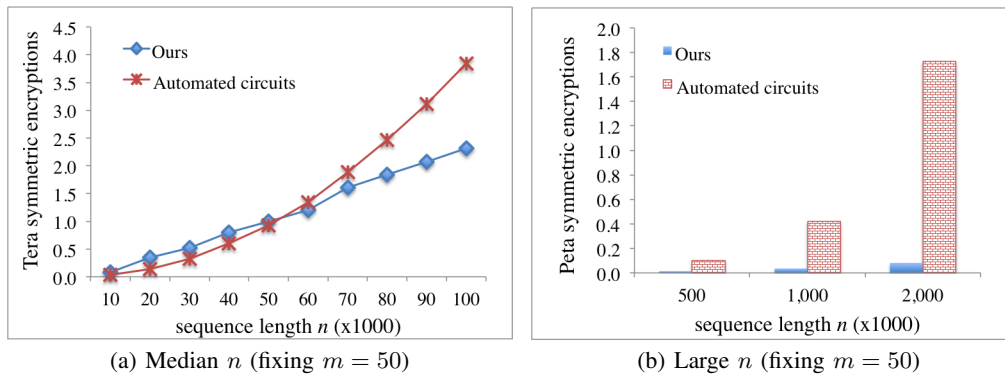 Tera symmetric encryptions
4.5
4.0
3.5
3.0
2.5
2.0
1.5
1.0
0.5
0.0
Ours
Automated circuits
10 20 30 40 50 60 70 80 90 100
sequence length n (x1000)
(a) Median n (fixing m = 50)
Peta symmetric encryptions
2.0
1.8
1.6
1.4
1.2
1.0
0.8
0.6
0.4
0.2
0.0
Ours
Automated circuits
500 1,000 2,000
sequence length n (x1000)
(b) Large n (fixing m = 50)